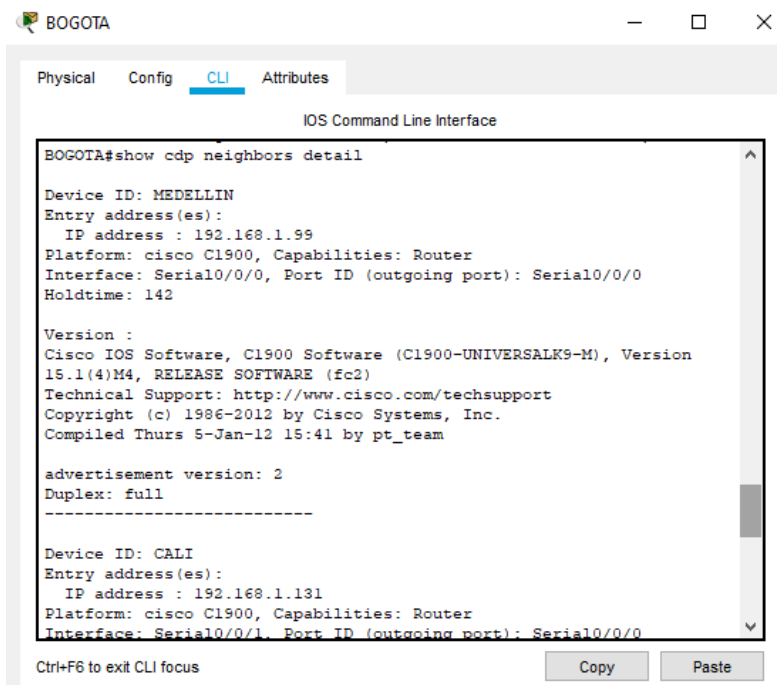 BOGOTA
Physical Config CLI Attributes
IOS Command Line Interface
BOGOTA#show cdp neighbors detail
Device ID: MEDELLIN
Entry address(es):
IP address : 192.168.1.99
Platform: cisco C1900, Capabilities: Router
Interface: Serial0/0/0, Port ID (outgoing port): Serial0/0/0
Holdtime: 142
Version :
Cisco IOS Software, C1900 Software (C1900-UNIVERSALK9-M), Version
15.1(4)M4, RELEASE SOFTWARE (fc2)
Technical Support: http://www.cisco.com/techsupport
Copyright (c) 1986-2012 by Cisco Systems, Inc.
Compiled Thurs 5-Jan-12 15:41 by pt_team
advertisement version: 2
Duplex: full
---------------------------
Device ID: CALI
Entry address(es):
IP address : 192.168.1.131
Platform: cisco C1900, Capabilities: Router
Interface: Serial0/0/1, Port ID (outgoing port): Serial0/0/0
Ctrl+F6 to exit CLI focus
Copy
Paste